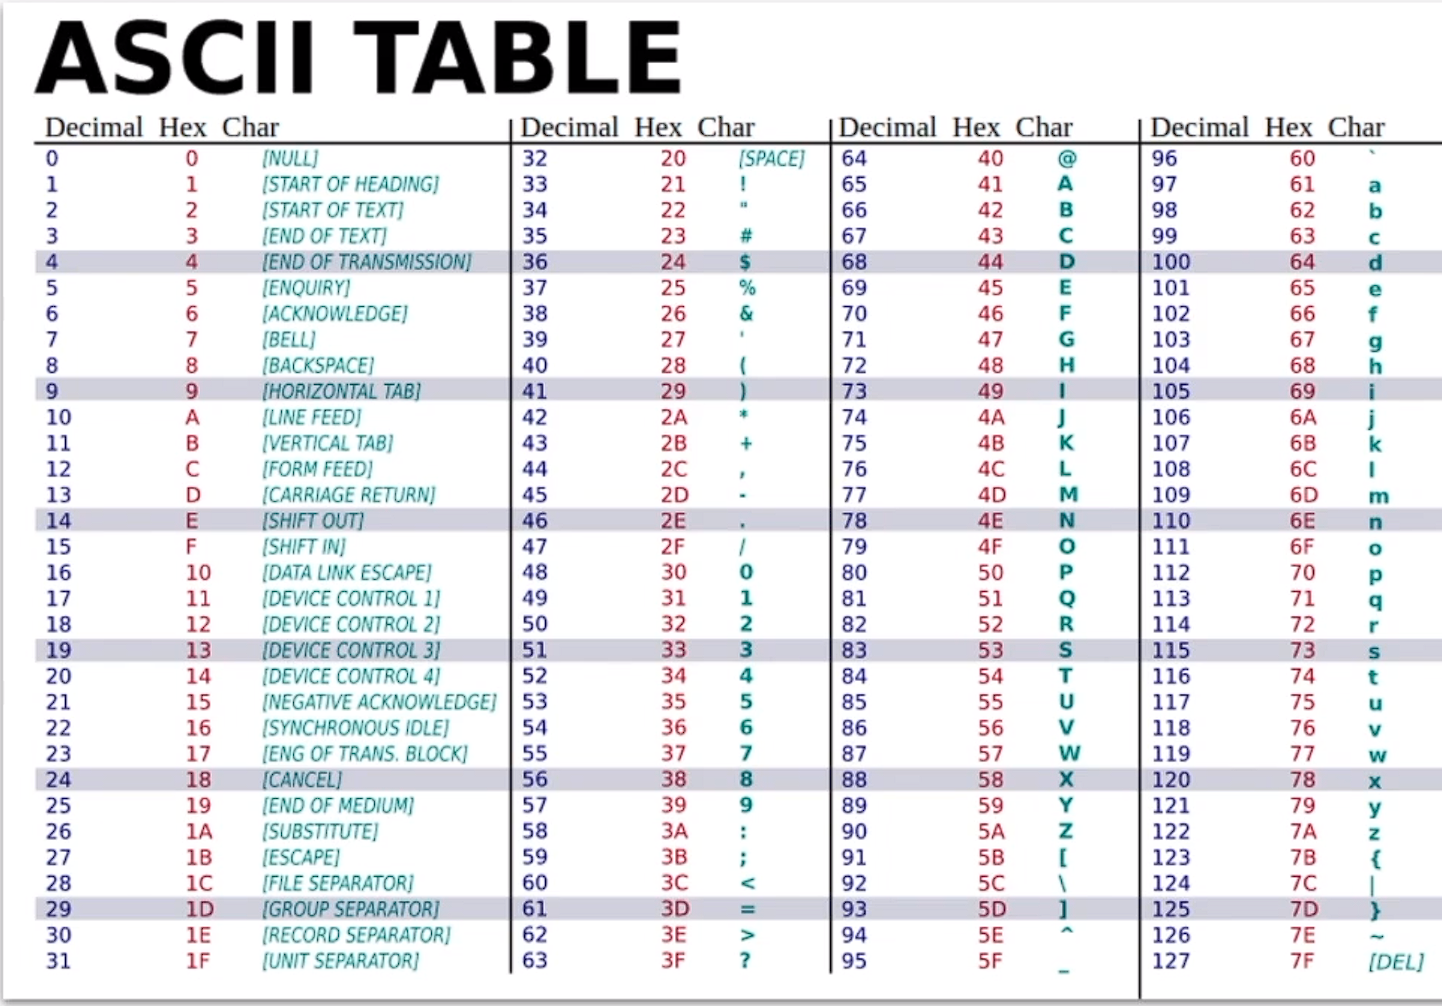 ASCII TABLE
Decimal Hex Char Decimal Hex Char Decimal Hex Char Decimal Hex Char
0 0 [NULL] 32 20 [SPACE] 64 40 @ 96 60 `
1 1 [START OF HEADING] 33 21 ! 65 41 A 97 61 a
2 2 [START OF TEXT] 34 22 " 66 42 B 98 62 b
3 3 [END OF TEXT] 35 23 # 67 43 C 99 63 c
4 4 [END OF TRANSMISSION] 36 24 $ 68 44 D 100 64 d
5 5 [ENQUIRY] 37 25 % 69 45 E 101 65 e
6 6 [ACKNOWLEDGE] 38 26 & 70 46 F 102 66 f
7 7 [BELL] 39 27 ' 71 47 G 103 67 g
8 8 [BACKSPACE] 40 28 ( 72 48 H 104 68 h
9 9 [HORIZONTAL TAB] 41 29 ) 73 49 I 105 69 i
10 A [LINE FEED] 42 2A * 74 4A J 106 6A j
11 B [VERTICAL TAB] 43 2B + 75 4B K 107 6B k
12 C [FORM FEED] 44 2C , 76 4C L 108 6C l
13 D [CARRIAGE RETURN] 45 2D - 77 4D M 109 6D m
14 E [SHIFT OUT] 46 2E . 78 4E N 110 6E n
15 F [SHIFT IN] 47 2F / 79 4F O 111 6F o
16 10 [DATA LINK ESCAPE] 48 30 0 80 50 P 112 70 p
17 11 [DEVICE CONTROL 1] 49 31 1 81 51 Q 113 71 q
18 12 [DEVICE CONTROL 2] 50 32 2 82 52 R 114 72 r
19 13 [DEVICE CONTROL 3] 51 33 3 83 53 S 115 73 s
20 14 [DEVICE CONTROL 4] 52 34 4 84 54 T 116 74 t
21 15 [NEGATIVE ACKNOWLEDGE] 53 35 5 85 55 U 117 75 u
22 16 [SYNCHRONOUS IDLE] 54 36 6 86 56 V 118 76 v
23 17 [ENG OF TRANS. BLOCK] 55 37 7 87 57 W 119 77 w
24 18 [CANCEL] 56 38 8 88 58 X 120 78 x
25 19 [END OF MEDIUM] 57 39 9 89 59 Y 121 79 y
26 1A [SUBSTITUTE] 58 3A : 90 5A Z 122 7A z
27 1B [ESCAPE] 59 3B ; 91 5B [ 123 7B {
28 1C [FILE SEPARATOR] 60 3C < 92 5C \ 124 7C |
29 1D [GROUP SEPARATOR] 61 3D = 93 5D ] 125 7D }
30 1E [RECORD SEPARATOR] 62 3E > 94 5E ^ 126 7E ~
31 1F [UNIT SEPARATOR] 63 3F ? 95 5F _ 127 7F [DEL]